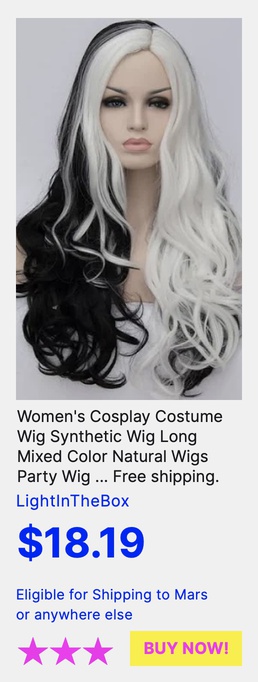 Women's Cosplay Costume
Wig Synthetic Wig Long
Mixed Color Natural Wigs
Party Wig ... Free shipping.
LightInTheBox
$18.19
Eligible for Shipping to Mars
or anywhere else
BUY NOW!